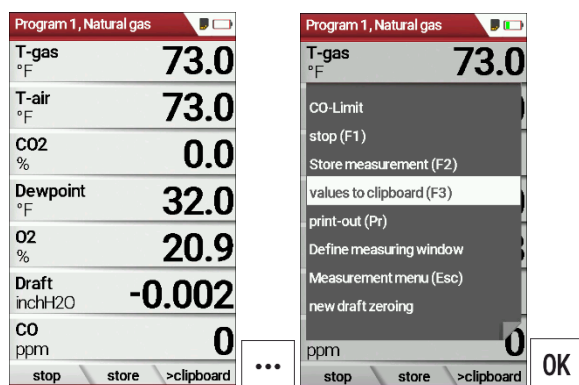 Program 1, Natural gas
T-gas
°F
73.0
T-air
°F
73.0
CO2
%
0.0
Dewpoint
°F
32.0
O2
%
20.9
Draft
inchH2O
-0.002
CO
ppm
0
stop
store
>clipboard
...
Program 1, Natural gas
T-gas
°F
73.0
CO-Limit
stop (F1)
Store measurement (F2)
values to clipboard (F3)
print-out (Pr)
Define measuring window
Measurement menu (Esc)
new draft zeroing
ppm
0
stop
store
>clipboard
OK